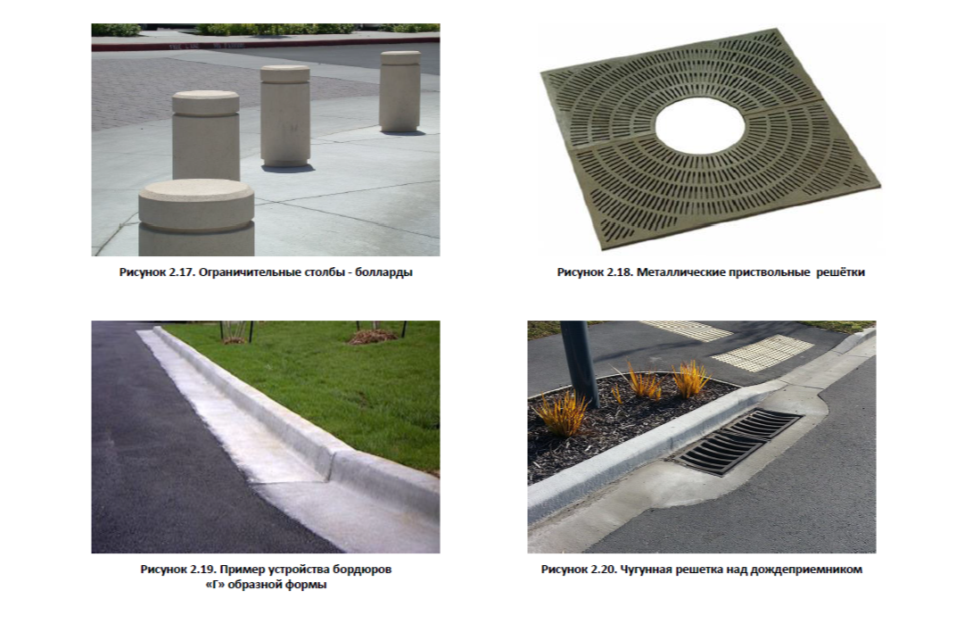 Рисунок 2.17. Ограничительные столбы - болларды
Рисунок 2.18. Металлические приствольные решётки
Рисунок 2.19. Пример устройства бордюров
«Г» образной формы
Рисунок 2.20. Чугунная решетка над дождеприемником